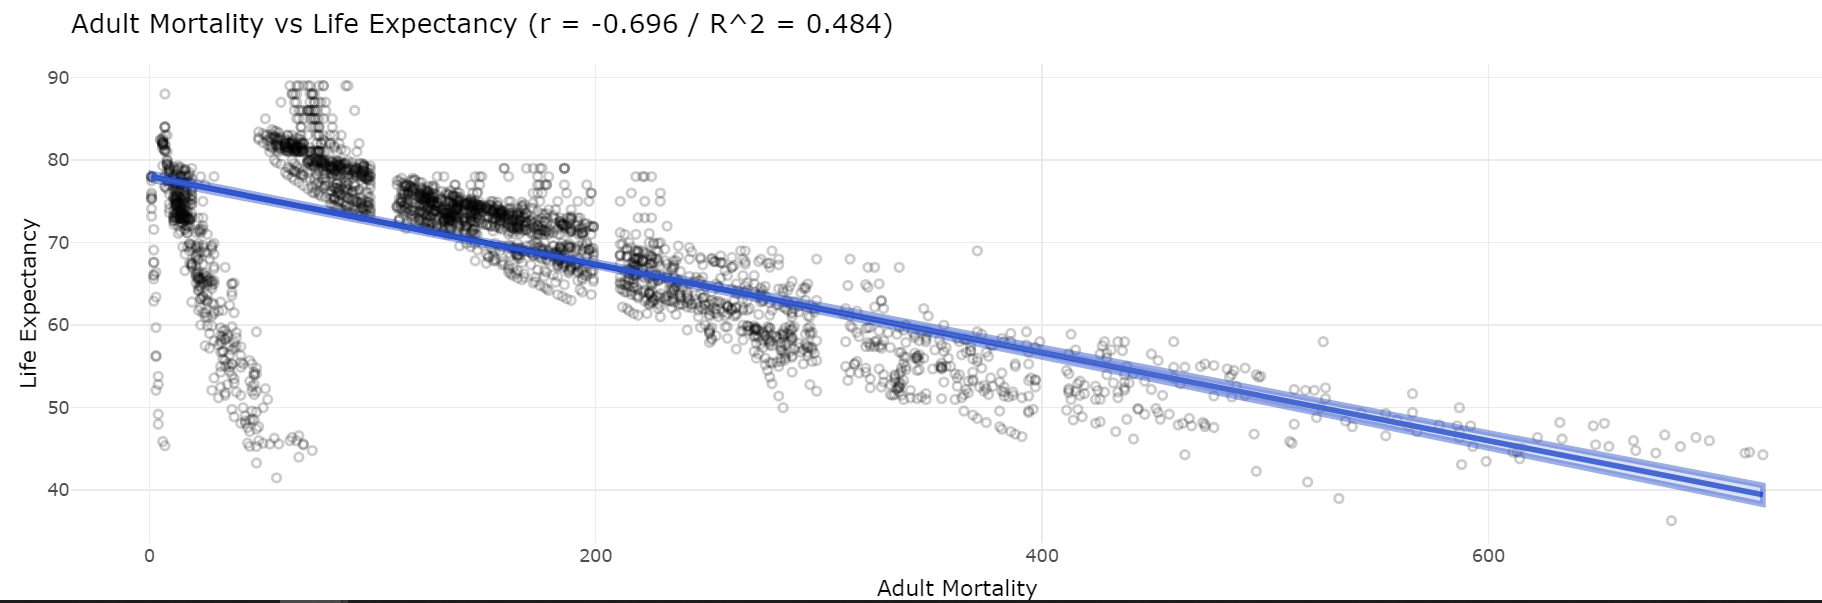 Adult Mortality vs Life Expectancy (r = -0.696 / R^2 = 0.484)
90
80
70
60
50
40
Life Expectancy
0 200 400 600
Adult Mortality